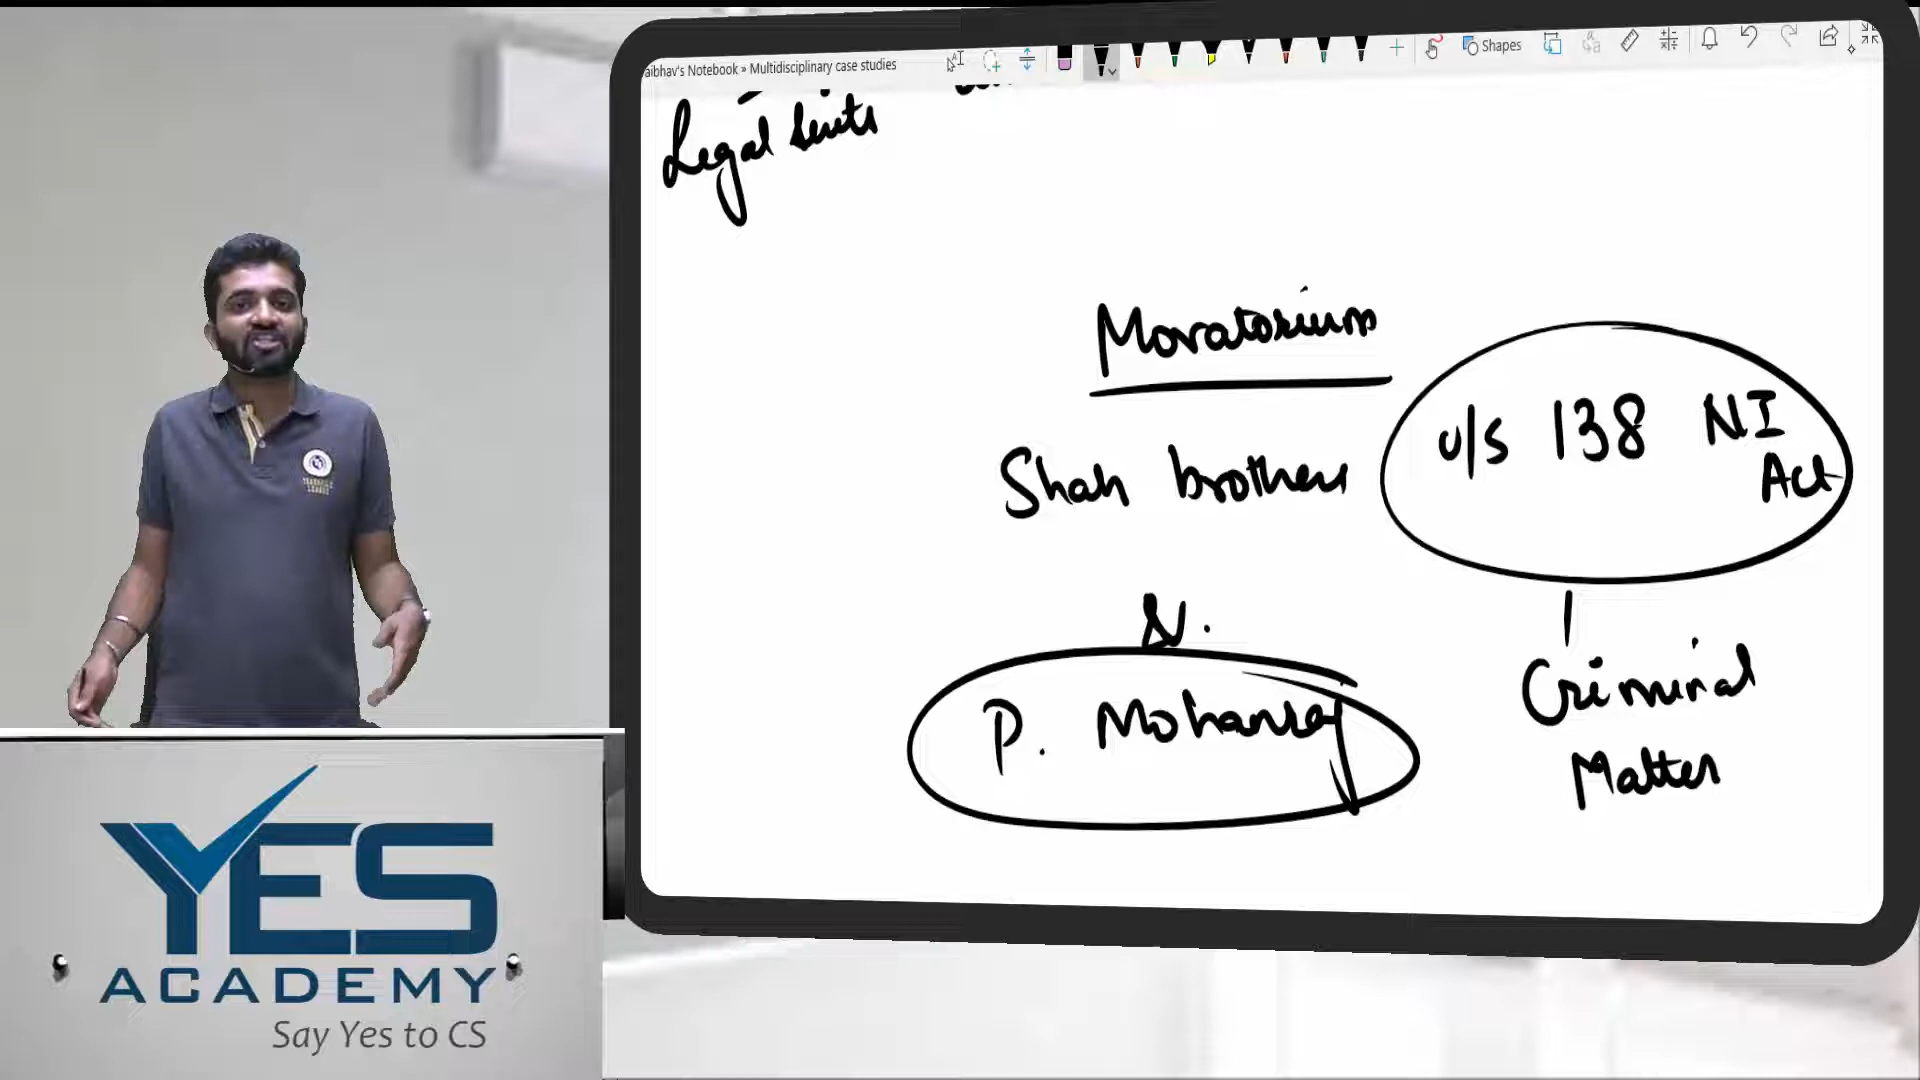 aibhav's Notebook » Multidisciplinary case studies
Shapes
Legal suits
Moratorium
u/s 138 NI
Act
Shah brothers
v.
P. Mohanraj
Criminal
Matter
YES
ACADEMY
Say Yes to CS